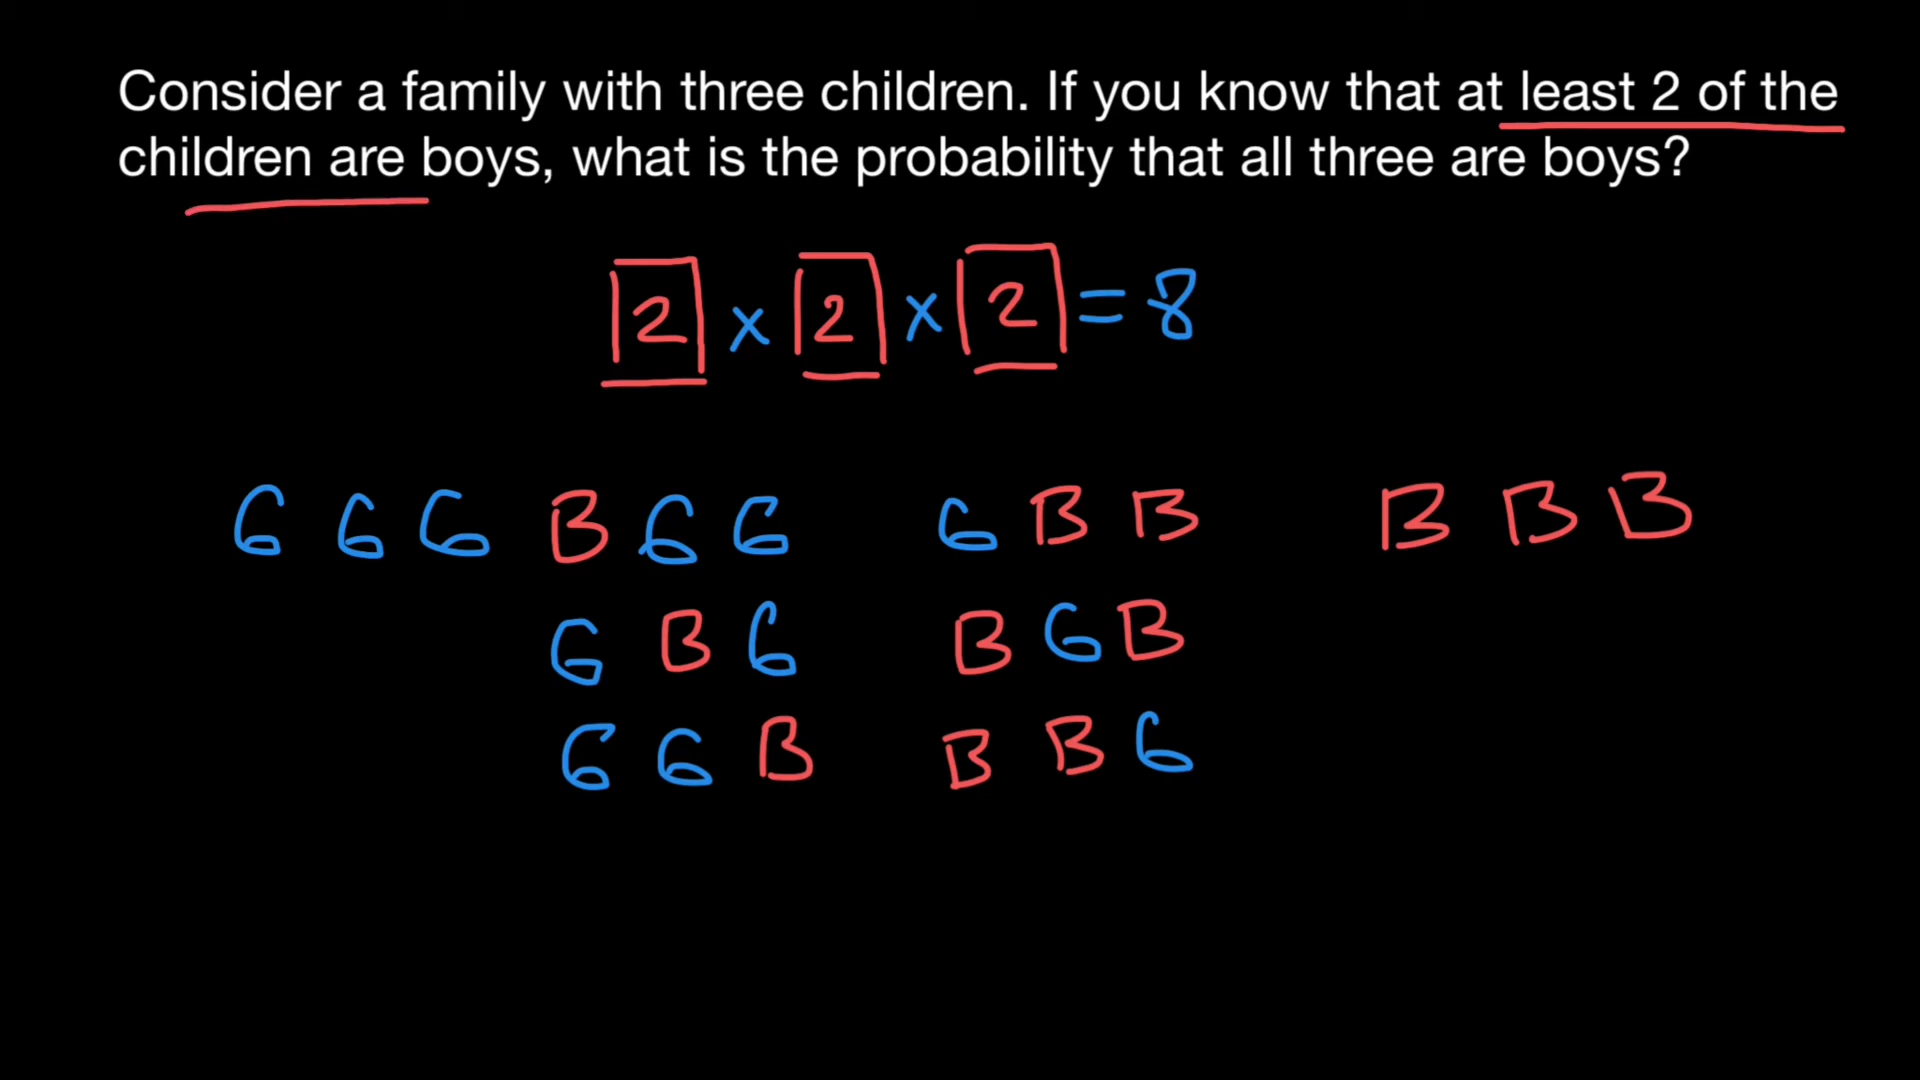 Consider a family with three children. If you know that at least 2 of the
children are boys, what is the probability that all three are boys?
2 x 2 x 2 = 8
G G G B G G G B B B B B
G B G B G B
G G B B B G